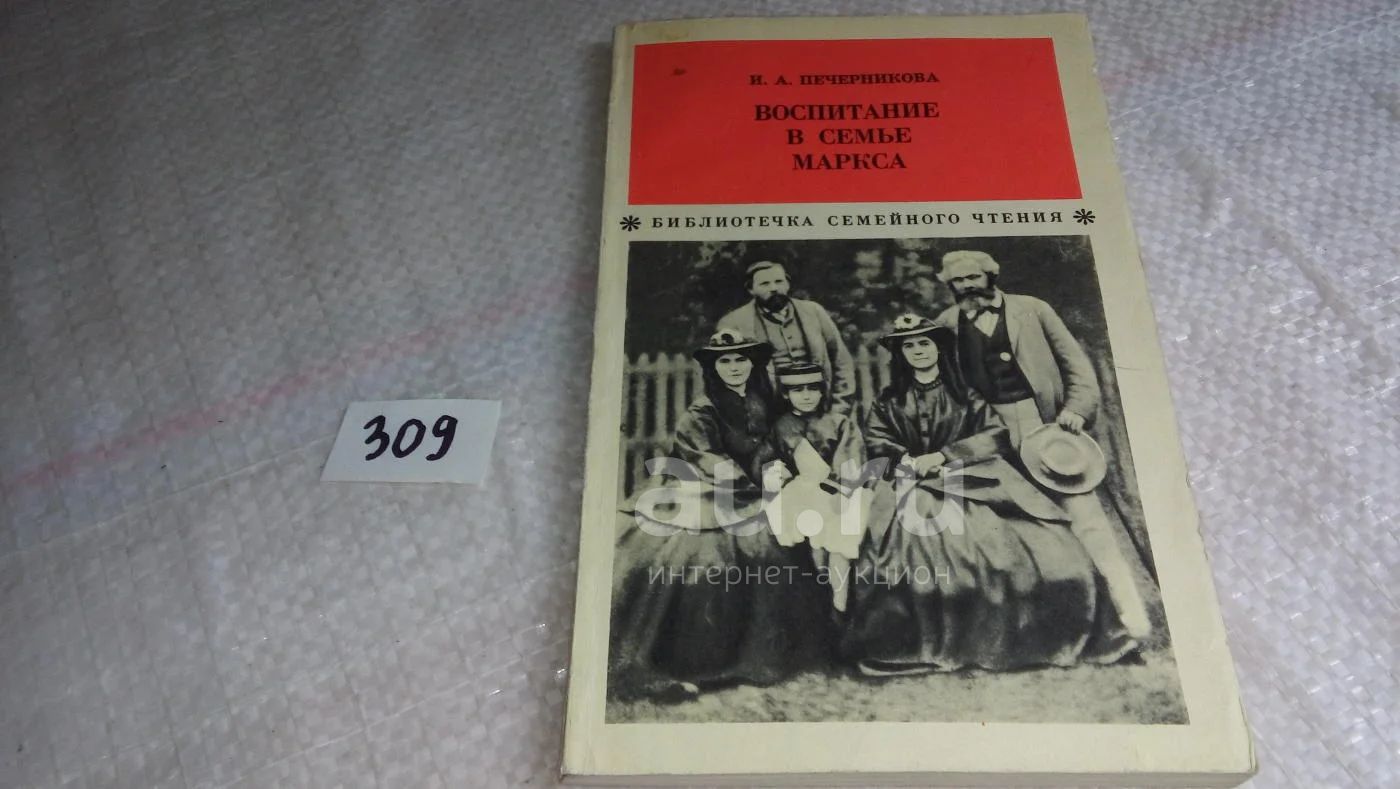 И. А. ПЕЧЕРНИКОВА
ВОСПИТАНИЕ
В СЕМЬЕ
МАРКСА
БИБЛИОТЕЧКА СЕМЕЙНОГО ЧТЕНИЯ
309
au.ru
интернет-аукцион